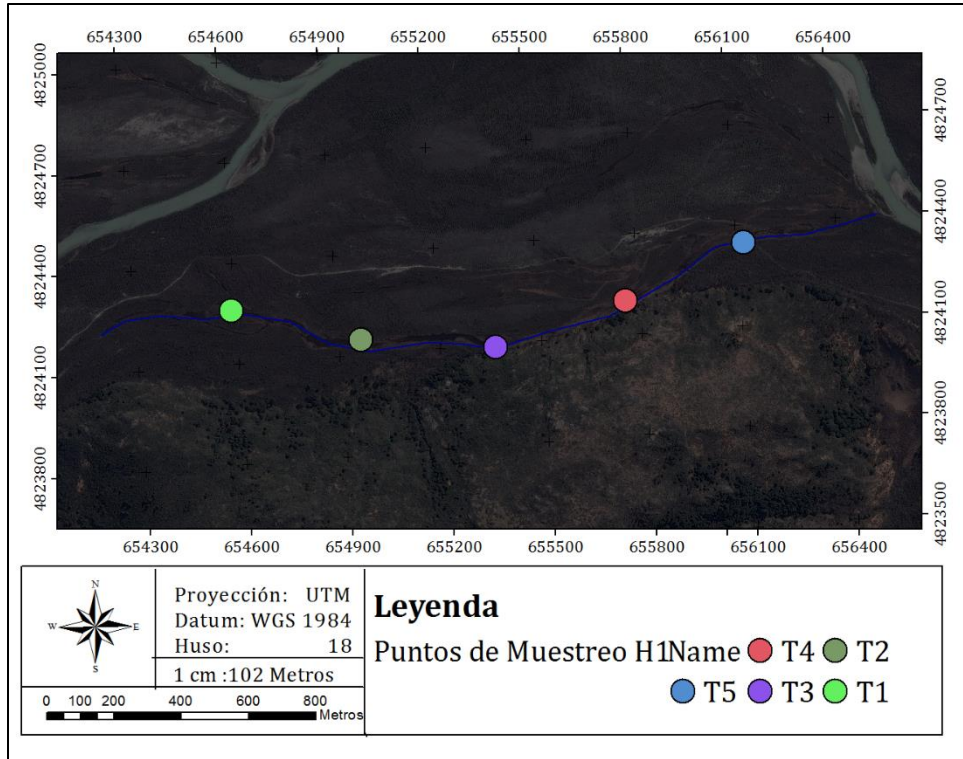 654300 654600 654900 655200 655500 655800 656100 656400
4825000
4824700
4824700
4824400
4824400
4824100
4824100
4823800
4823800
4823500
654300 654600 654900 655200 655500 655800 656100 656400
N
W E
S
Proyección: UTM
Datum: WGS 1984
Huso: 18
1 cm :102 Metros
0 100 200 400 600 800
Metros
Leyenda
Puntos de Muestreo H1Name T4 T2
T5 T3 T1